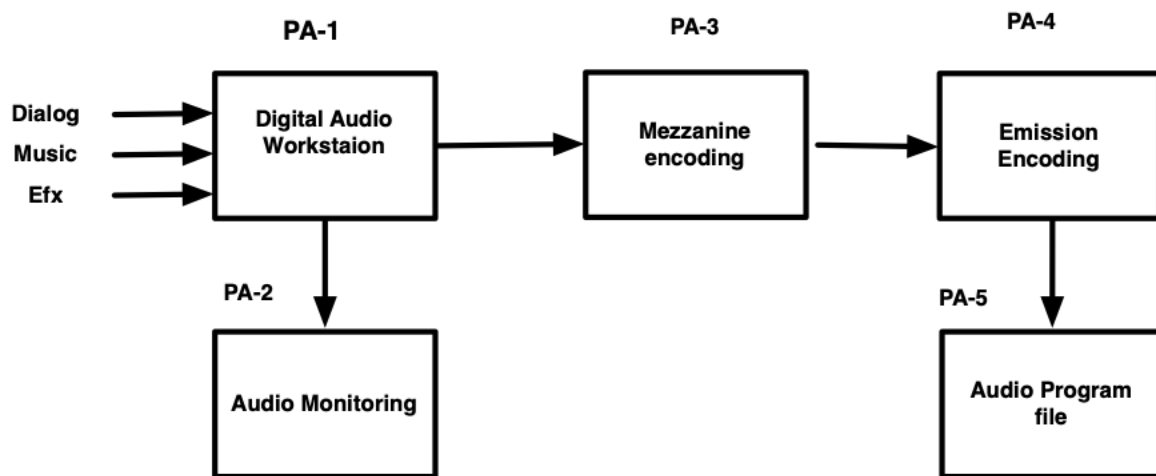 PA-1
PA-3
PA-4
Dialog
Music
Efx
Digital Audio
Workstaion
Mezzanine
encoding
Emission
Encoding
PA-2
PA-5
Audio Monitoring
Audio Program
file